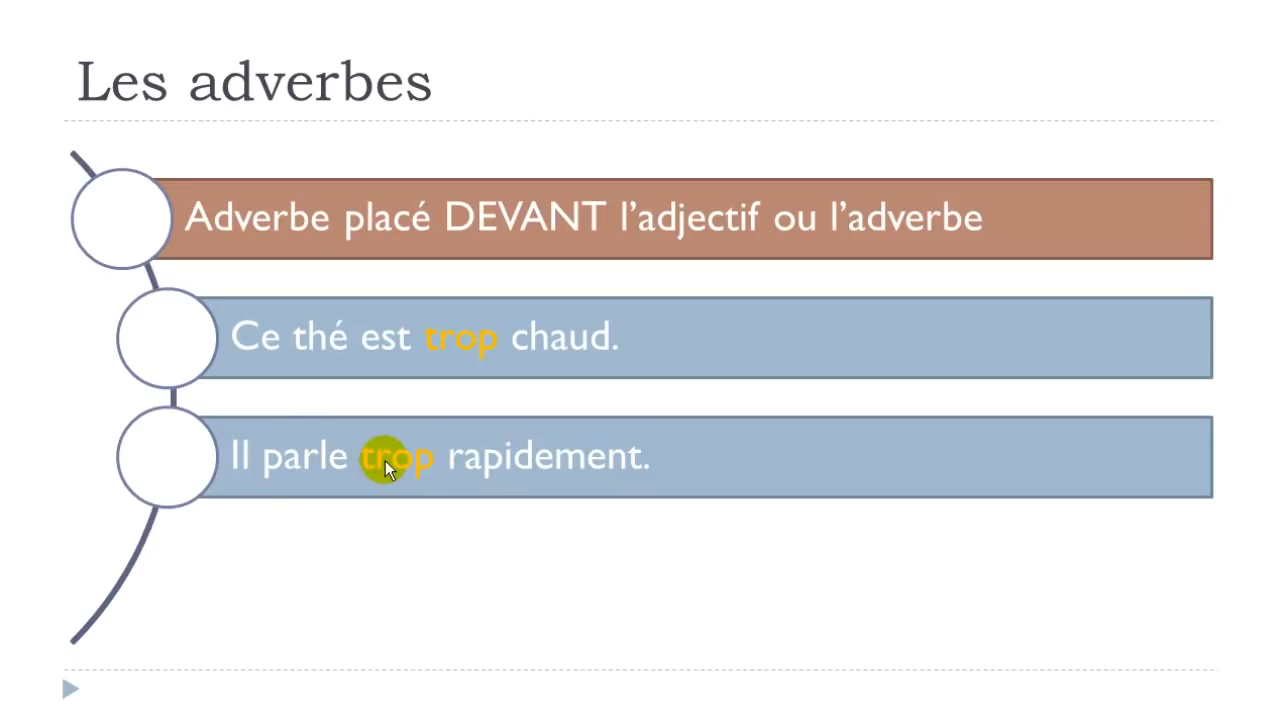 Les adverbes
Adverbe placé DEVANT l’adjectif ou l’adverbe
Ce thé est trop chaud.
Il parle trop rapidement.